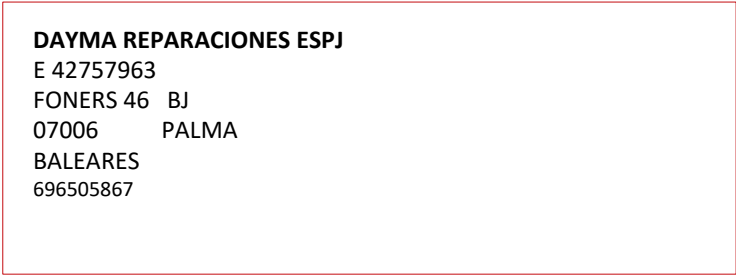 DAYMA REPARACIONES ESPJ
E 42757963
FONERS 46 BJ
07006 PALMA
BALEARES
696505867